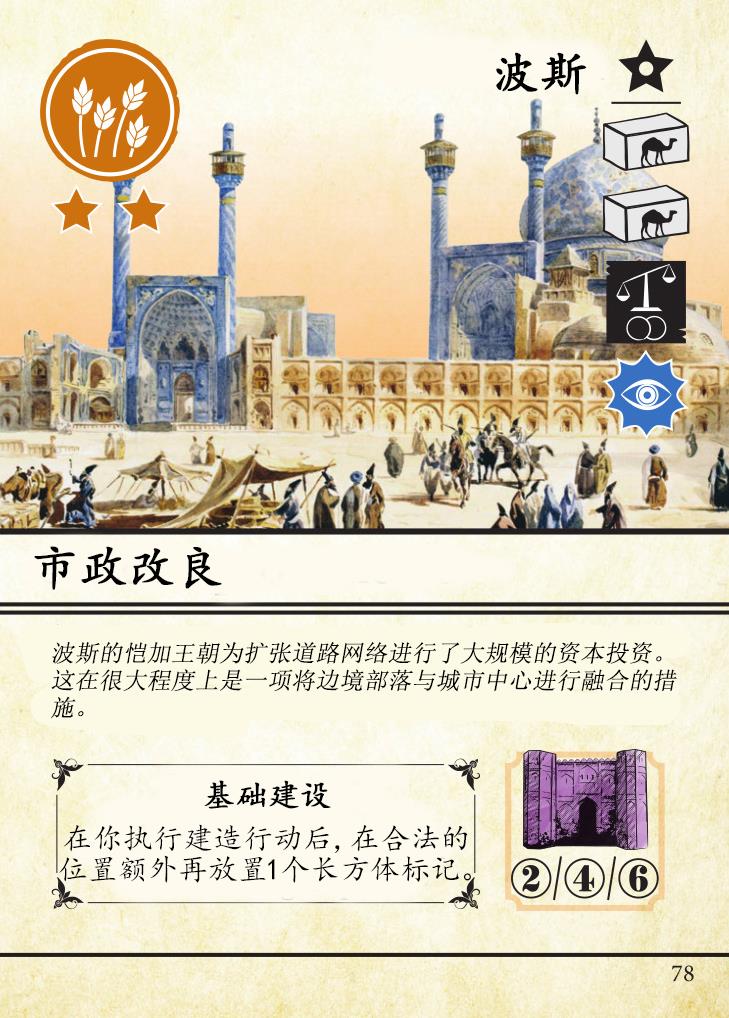 波斯
市政改良
波斯的恺加王朝为扩张道路网络进行了大规模的资本投资。
这在很大程度上是一项将边境部落与城市中心进行融合的措
施。
基础建设
在你执行建造行动后，在合法的
位置额外再放置1个长方体标记。
2/4/6
78